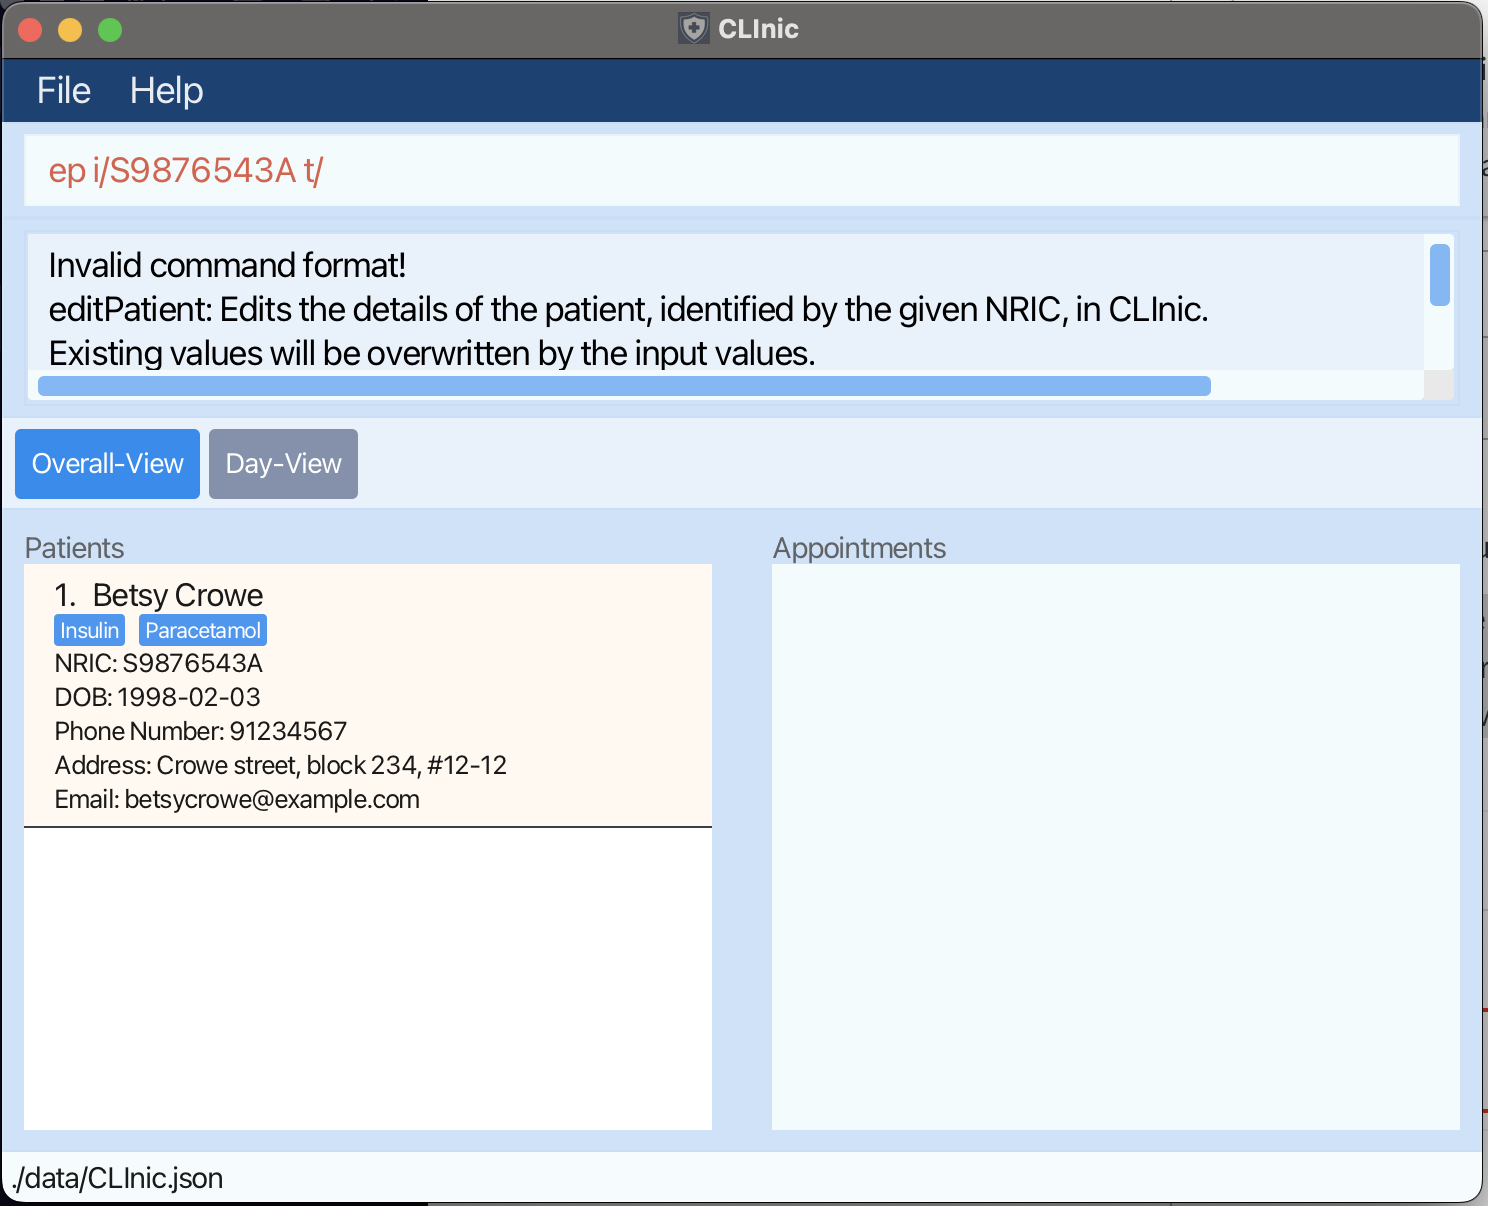 CLInic
File Help
ep i/S9876543A t/
Invalid command format!
editPatient: Edits the details of the patient, identified by the given NRIC, in CLInic.
Existing values will be overwritten by the input values.
Overall-View Day-View
Patients
1. Betsy Crowe
Insulin Paracetamol
NRIC: S9876543A
DOB: 1998-02-03
Phone Number: 91234567
Address: Crowe street, block 234, #12-12
Email: betsycrowe@example.com
Appointments
./data/CLInic.json